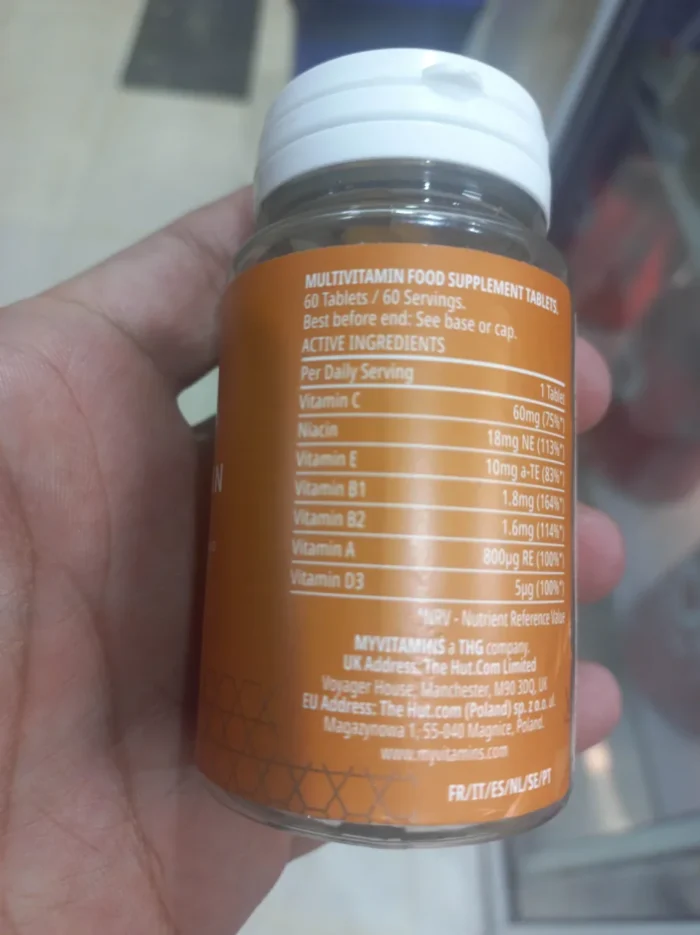 MULTIVITAMIN FOOD SUPPLEMENT TABLETS.
60 Tablets / 60 Servings.
Best before end: See base or cap.
ACTIVE INGREDIENTS
Per Daily Serving 1 Tablet
Vitamin C 60mg (75%*)
Niacin 18mg NE (113%*)
Vitamin E 10mg a-TE (83%*)
Vitamin B1 1.8mg (164%*)
Vitamin B2 1.6mg (114%*)
Vitamin A 800µg RE (100%*)
Vitamin D3 5µg (100%*)
*NRV - Nutrient Reference Value
MYVITAMINS a THG company.
UK Address: The Hut.Com Limited
Voyager House, Manchester, M90 3DQ, UK
EU Address: The Hut.com (Poland) sp. z o.o. ul.
Magazynowa 1, 55-040 Magnice, Poland.
www.myvitamins.com
FR/IT/ES/NL/SE/PT